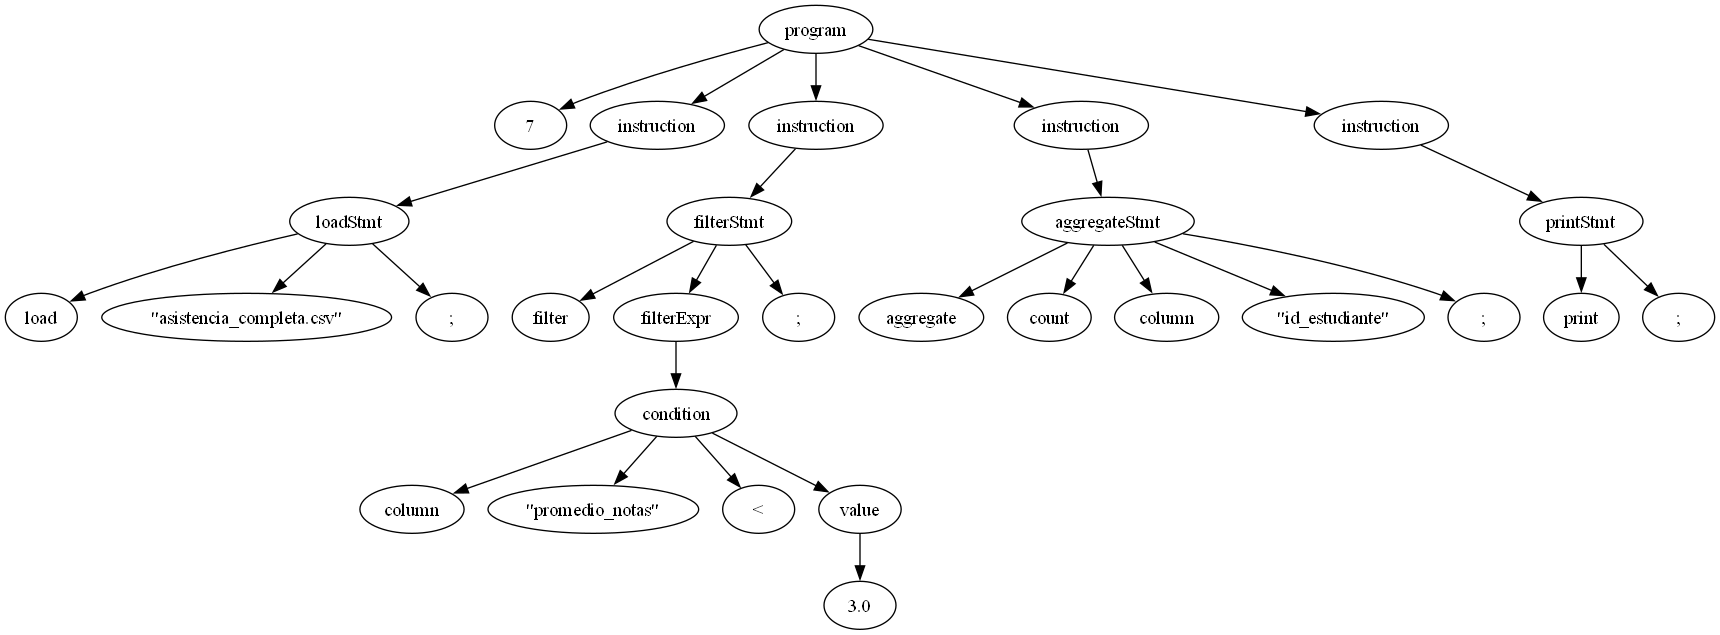 program
7
instruction
instruction
instruction
instruction
loadStmt
filterStmt
aggregateStmt
printStmt
load
"asistencia_completa.csv"
;
filter
filterExpr
;
aggregate
count
column
"id_estudiante"
;
print
;
condition
column
"promedio_notas"
<
value
3.0